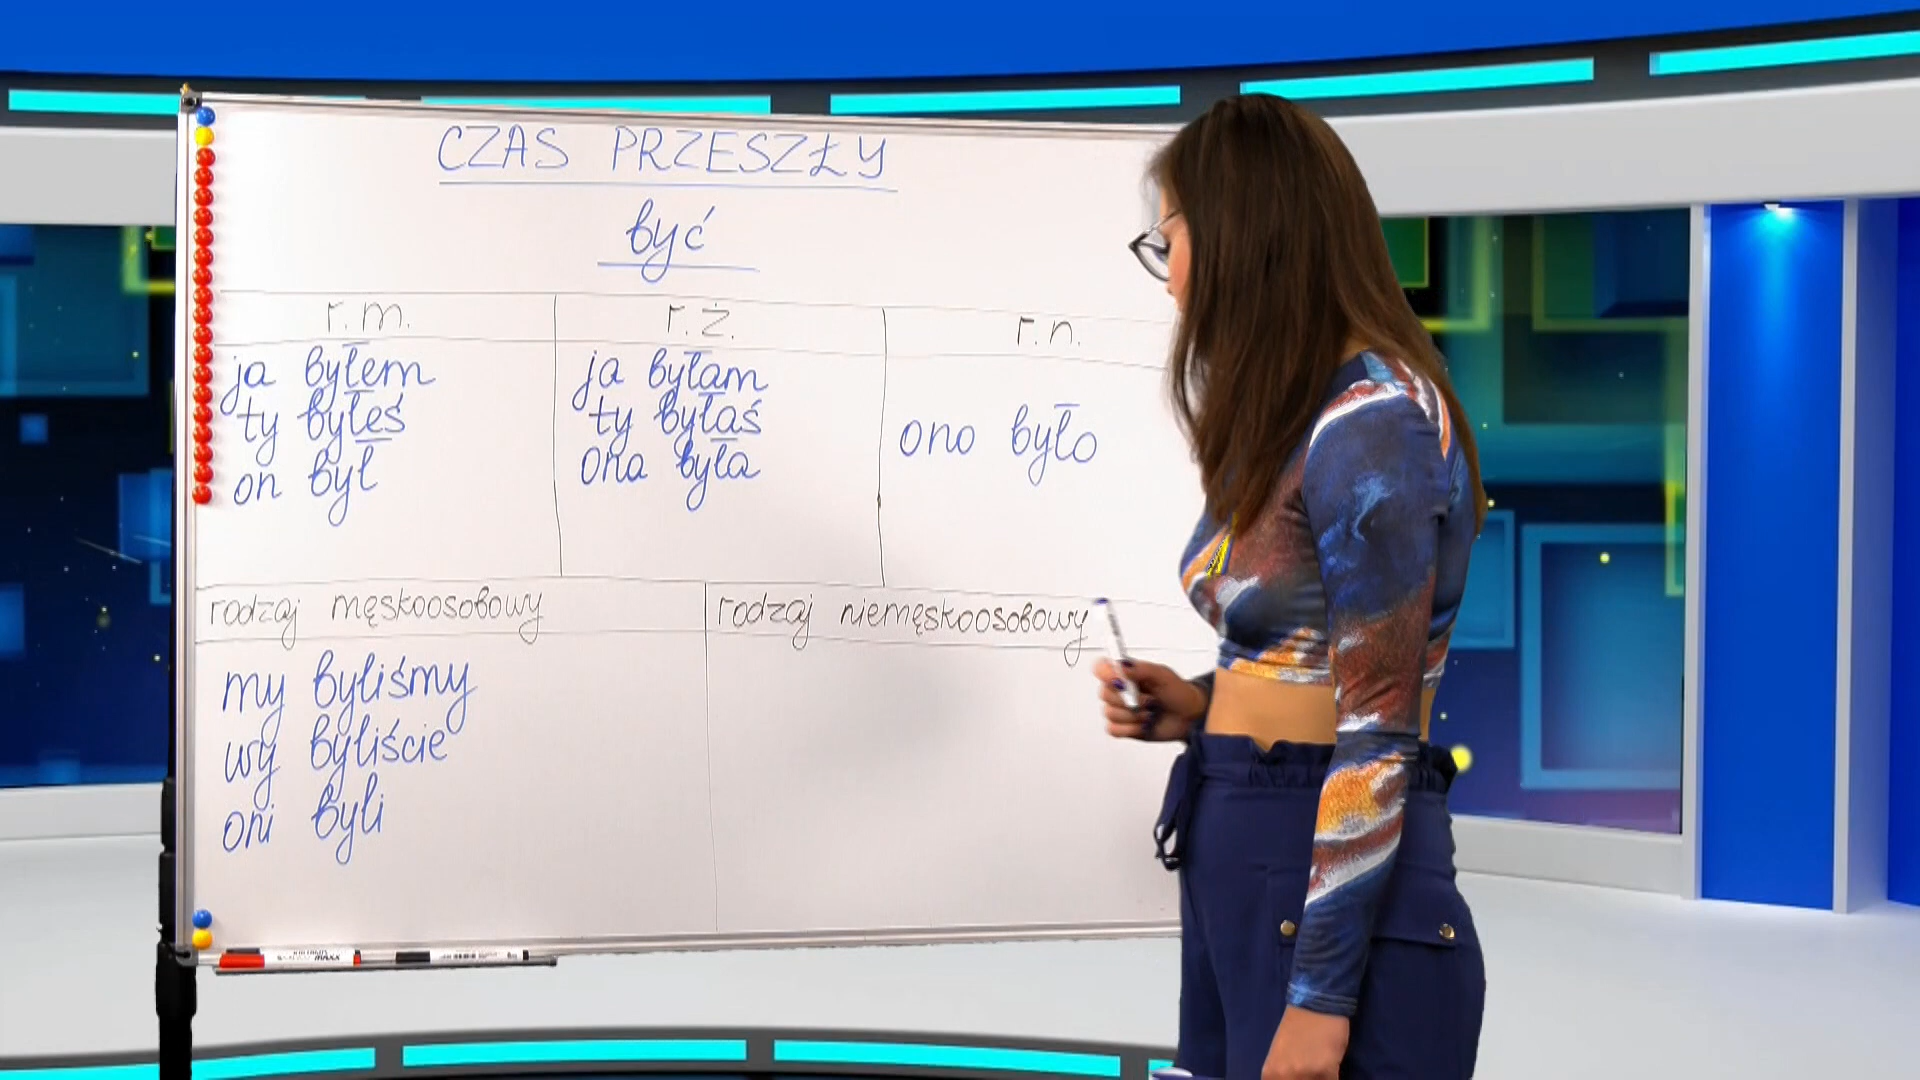 CZAS PRZESZŁY
być
r.m.
ja byłem
ty byłeś
on był
r.ż.
ja byłam
ty byłaś
ona była
r.n.
ono było
rodzaj męskoosobowy
my byliśmy
wy byliście
oni byli
rodzaj niemęskoosobowy